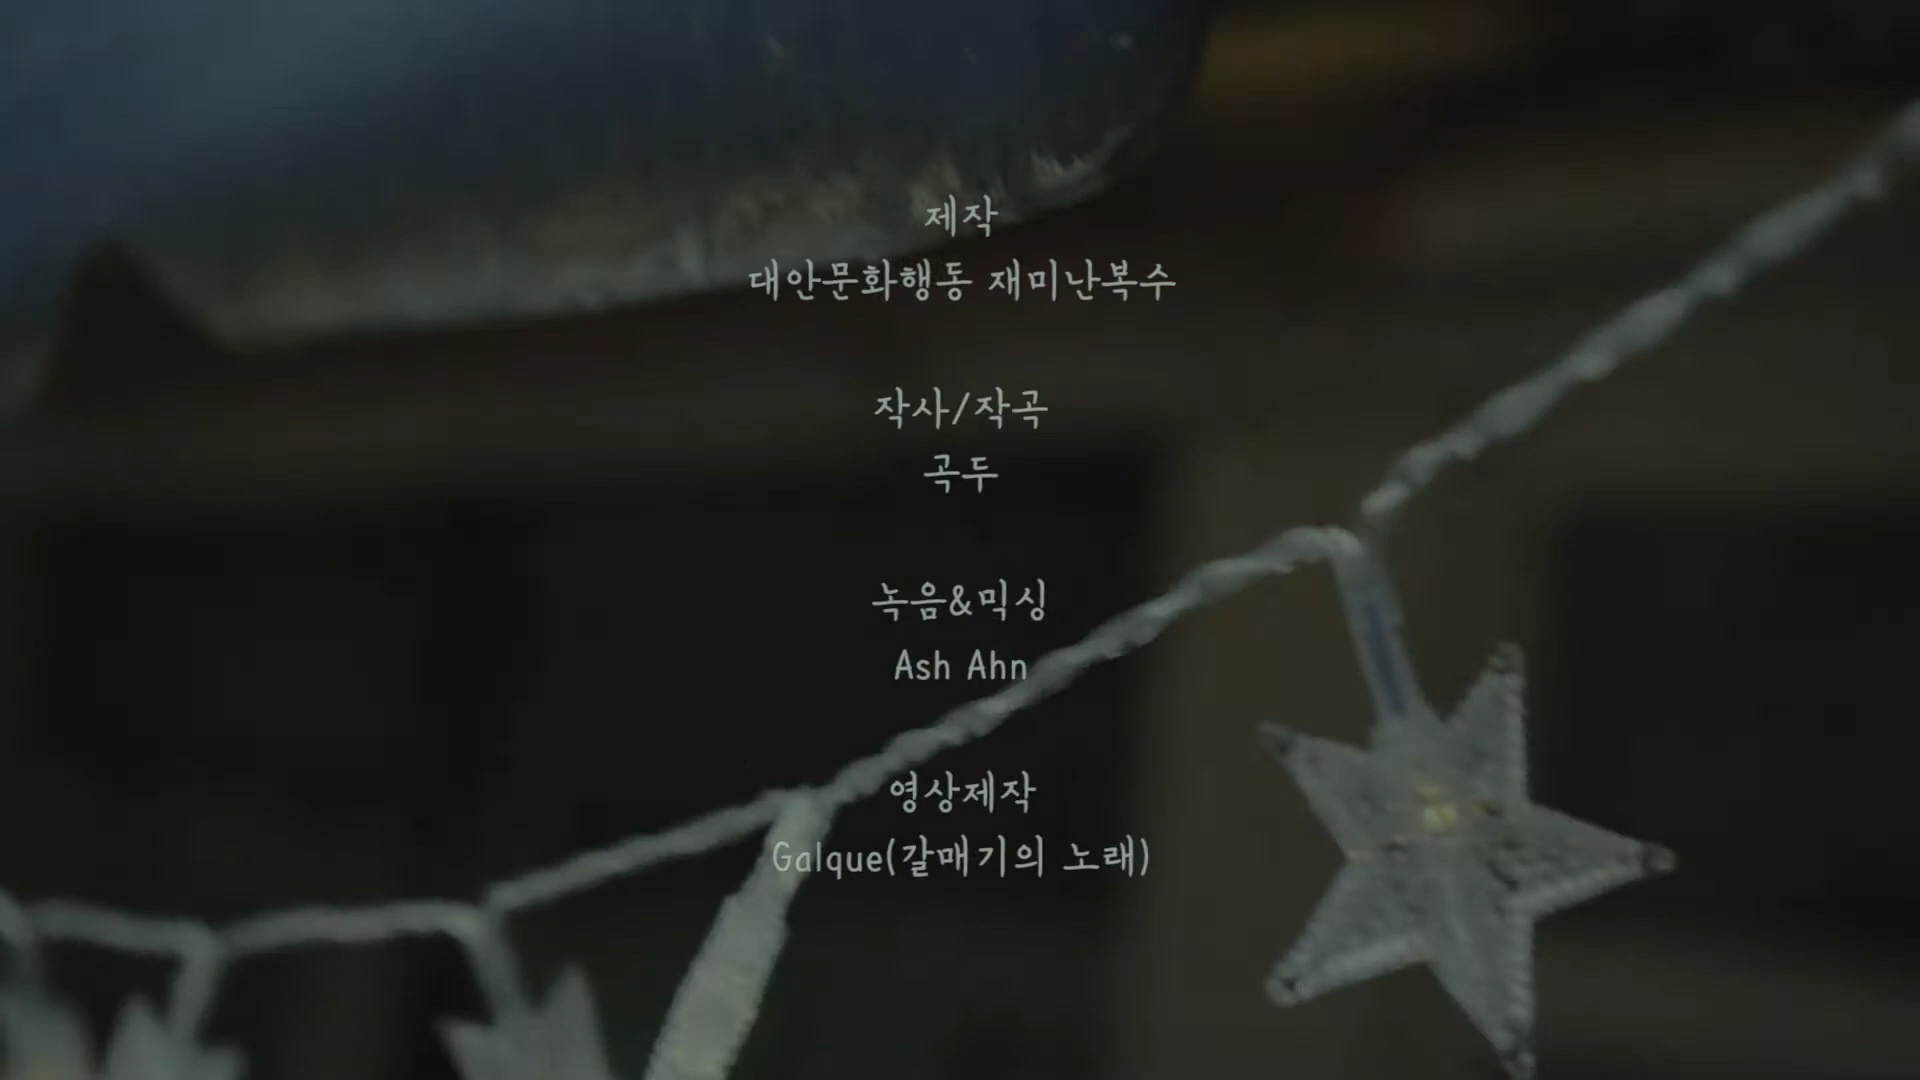 제작
대안문화행동 재미난복수
작사/작곡
곡두
녹음&믹싱
Ash Ahn
영상제작
Galque(갈매기의 노래)